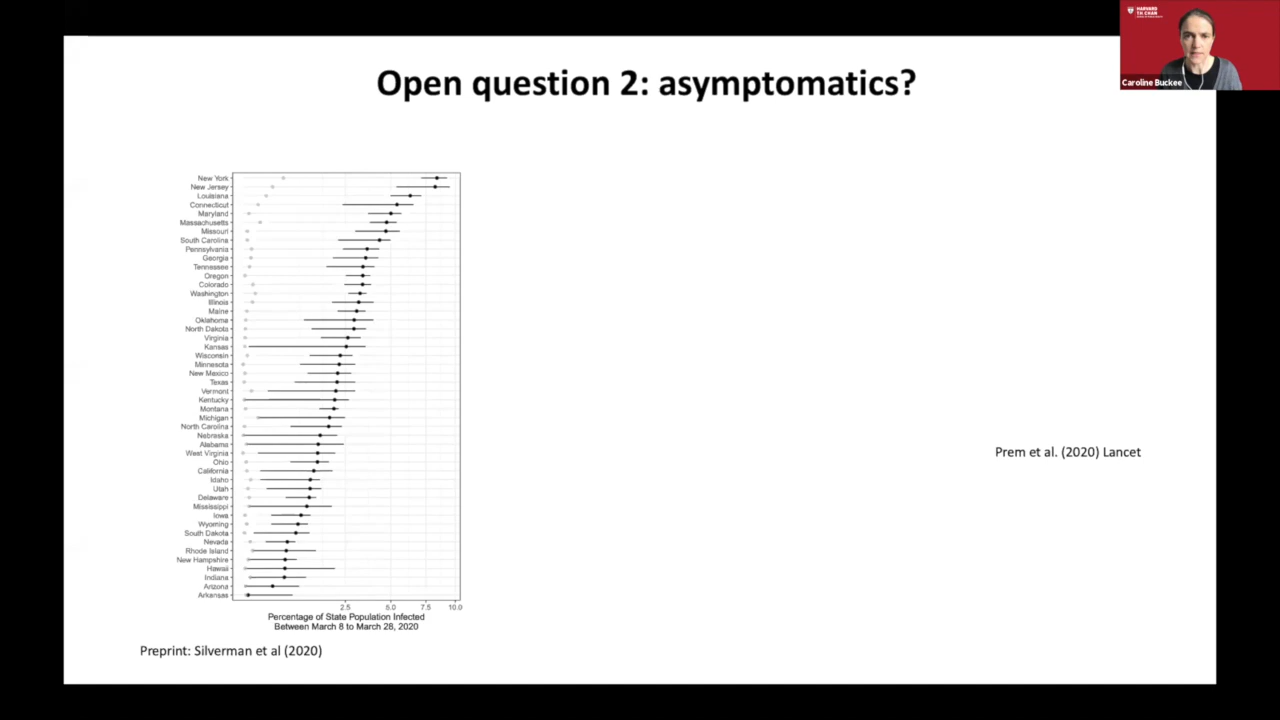 Open question 2: asymptomatics?
HARVARD
T.H. CHAN
Caroline Buckee
New York
New Jersey
Louisiana
Connecticut
Maryland
Massachusetts
Missouri
South Carolina
Pennsylvania
Georgia
Tennessee
Oregon
Colorado
Washington
Illinois
Maine
Oklahoma
North Dakota
Virginia
Kansas
Wisconsin
Minnesota
New Mexico
Texas
Vermont
Kentucky
Montana
Michigan
North Carolina
Nebraska
Alabama
West Virginia
Ohio
California
Idaho
Utah
Delaware
Mississippi
Iowa
Wyoming
South Dakota
Nevada
Rhode Island
New Hampshire
Hawaii
Indiana
Arizona
Arkansas
2.5 5.0 7.5 10.0
Percentage of State Population Infected
Between March 8 to March 28, 2020
Prem et al. (2020) Lancet
Preprint: Silverman et al (2020)